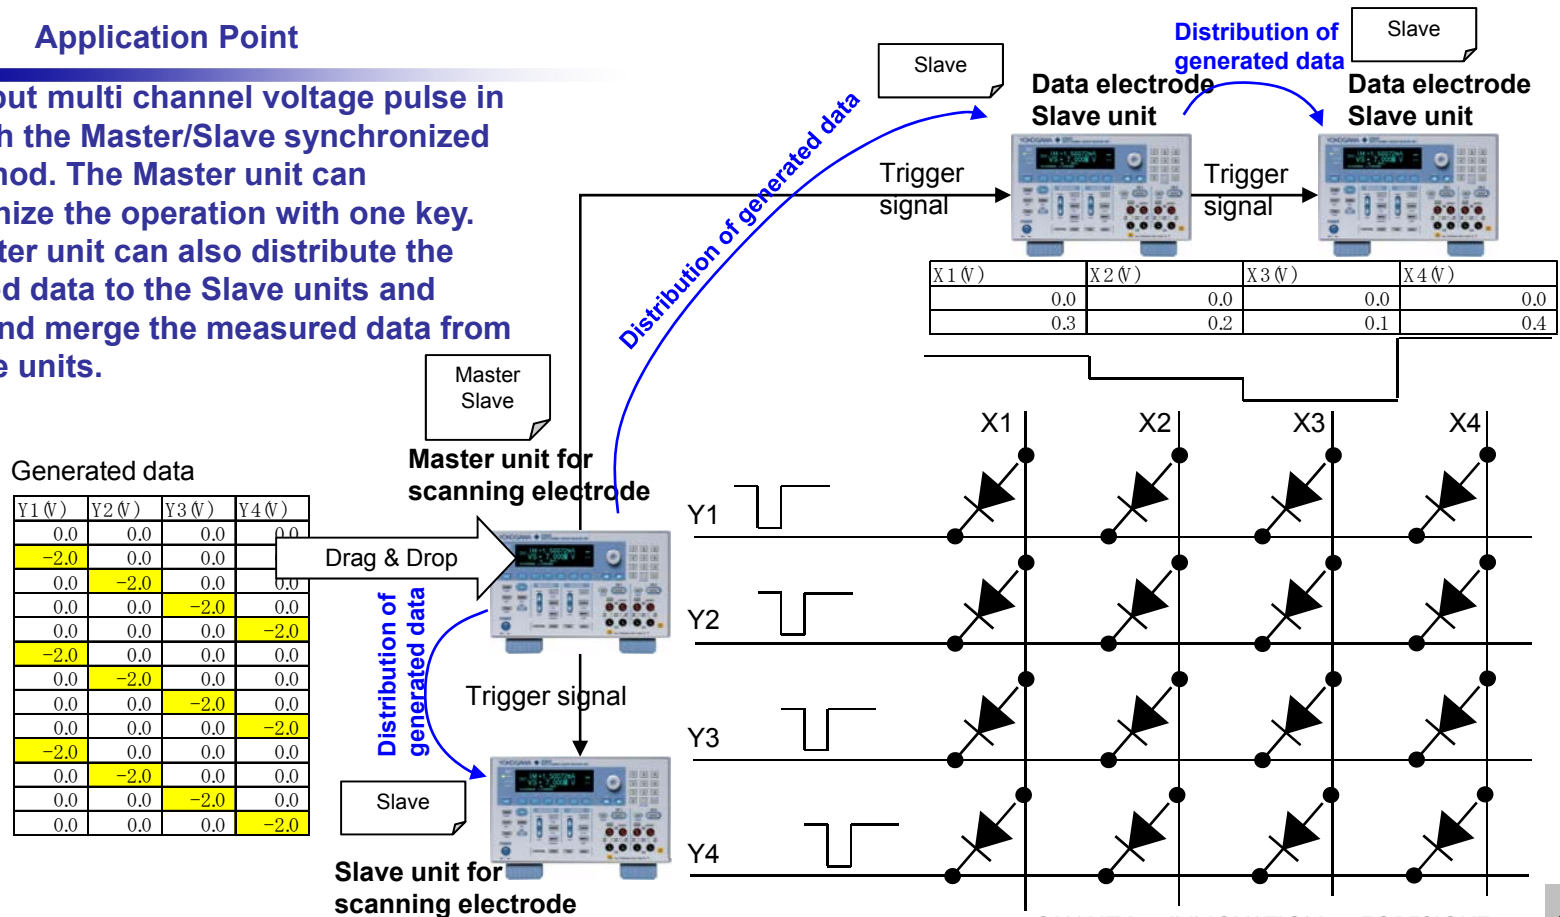 Application Point
put multi channel voltage pulse in
h the Master/Slave synchronized
nod. The Master unit can
nize the operation with one key.
ter unit can also distribute the
ed data to the Slave units and
nd merge the measured data from
e units.
Slave
Distribution of
generated data
Slave
Data electrode
Slave unit
Data electrode
Slave unit
Distribution of generated data
Trigger
signal
Trigger
signal
X1(V) X2(V) X3(V) X4(V)
0.0 0.0 0.0 0.0
0.3 0.2 0.1 0.4
Master
Slave
Master unit for
scanning electrode
Generated data
Y1(V) Y2(V) Y3(V) Y4(V)
0.0 0.0 0.0 0.0
-2.0 0.0 0.0
0.0 -2.0 0.0 0.0
0.0 0.0 -2.0 0.0
0.0 0.0 0.0 -2.0
-2.0 0.0 0.0 0.0
0.0 -2.0 0.0 0.0
0.0 0.0 -2.0 0.0
0.0 0.0 0.0 -2.0
-2.0 0.0 0.0 0.0
0.0 -2.0 0.0 0.0
0.0 0.0 -2.0 0.0
0.0 0.0 0.0 -2.0
Drag & Drop
Distribution of
generated data
Trigger signal
Slave
Slave unit for
scanning electrode
X1 X2 X3 X4
Y1
Y2
Y3
Y4